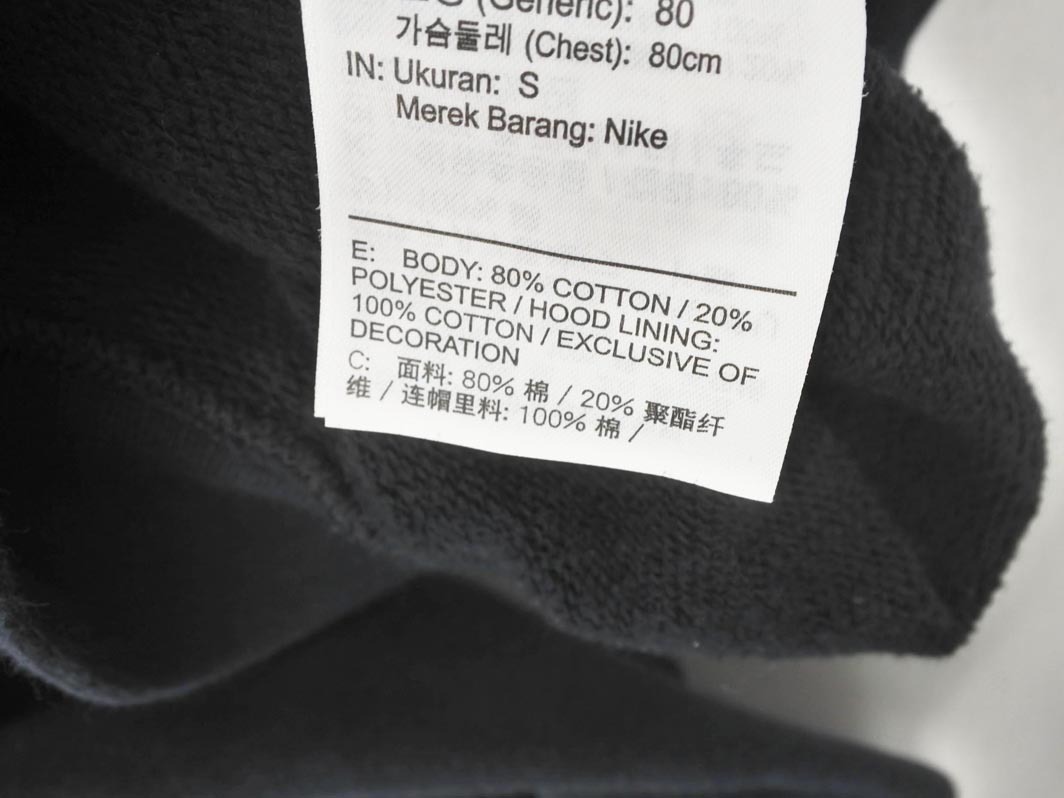 (Generic): 80
가슴둘레 (Chest): 80cm
IN: Ukuran: S
Merek Barang: Nike
E: BODY: 80% COTTON / 20%
POLYESTER / HOOD LINING:
100% COTTON / EXCLUSIVE OF
DECORATION
C: 面料: 80% 棉 / 20% 聚酯纤
维 / 连帽里料: 100% 棉 /